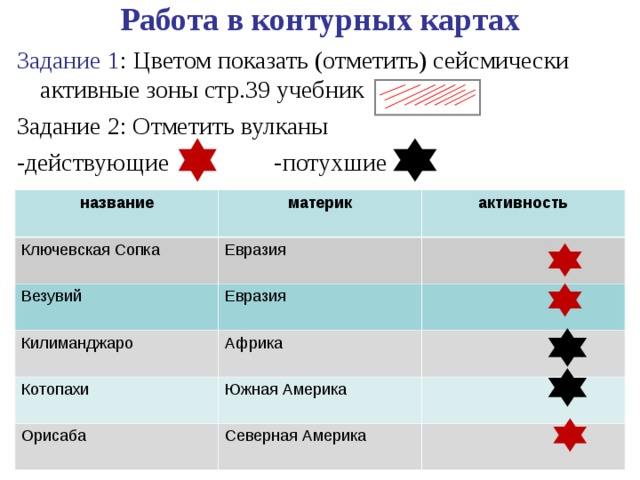 Работа в контурных картах
Задание 1: Цветом показать (отметить) сейсмически
активные зоны стр.39 учебник
Задание 2: Отметить вулканы
-действующие -потухшие
название материк активность
Ключевская Сопка Евразия
Везувий Евразия
Килиманджаро Африка
Котопахи Южная Америка
Орисаба Северная Америка